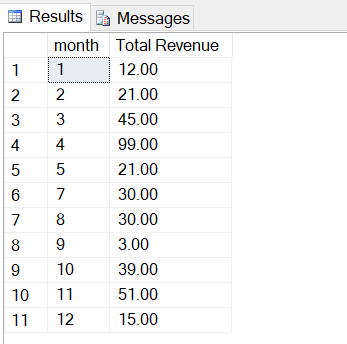 Results Messages
month Total Revenue
1 1 12.00
2 2 21.00
3 3 45.00
4 4 99.00
5 5 21.00
6 7 30.00
7 8 30.00
8 9 3.00
9 10 39.00
10 11 51.00
11 12 15.00